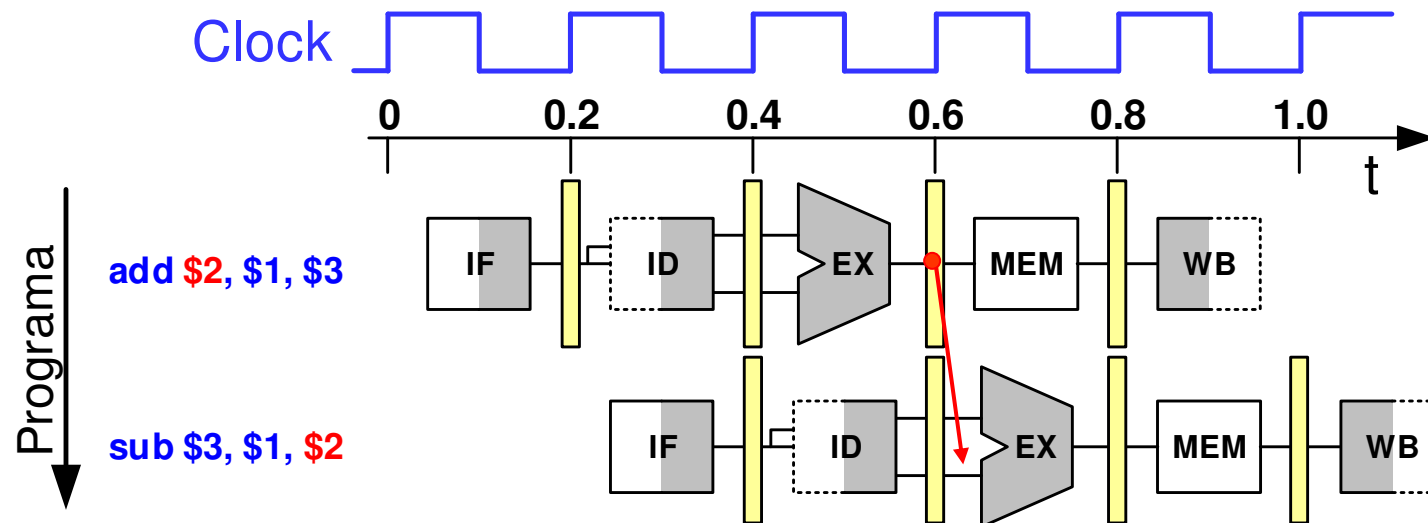 Clock
0 0.2 0.4 0.6 0.8 1.0
t
Programa
add $2, $1, $3
IF ID EX MEM WB
sub $3, $1, $2
IF ID EX MEM WB